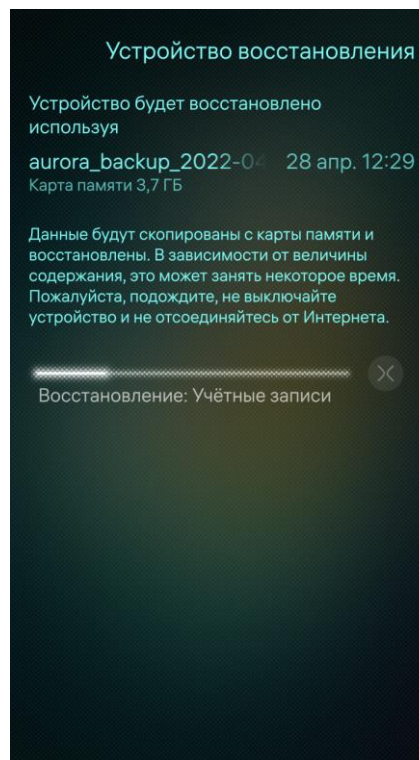 Устройство восстановления
Устройство будет восстановлено
используя
aurora_backup_2022-04 28 апр. 12:29
Карта памяти 3,7 ГБ
Данные будут скопированы с карты памяти и
восстановлены. В зависимости от величины
содержания, это может занять некоторое время.
Пожалуйста, подождите, не выключайте
устройство и не отсоединяйтесь от Интернета.
Восстановление: Учётные записи